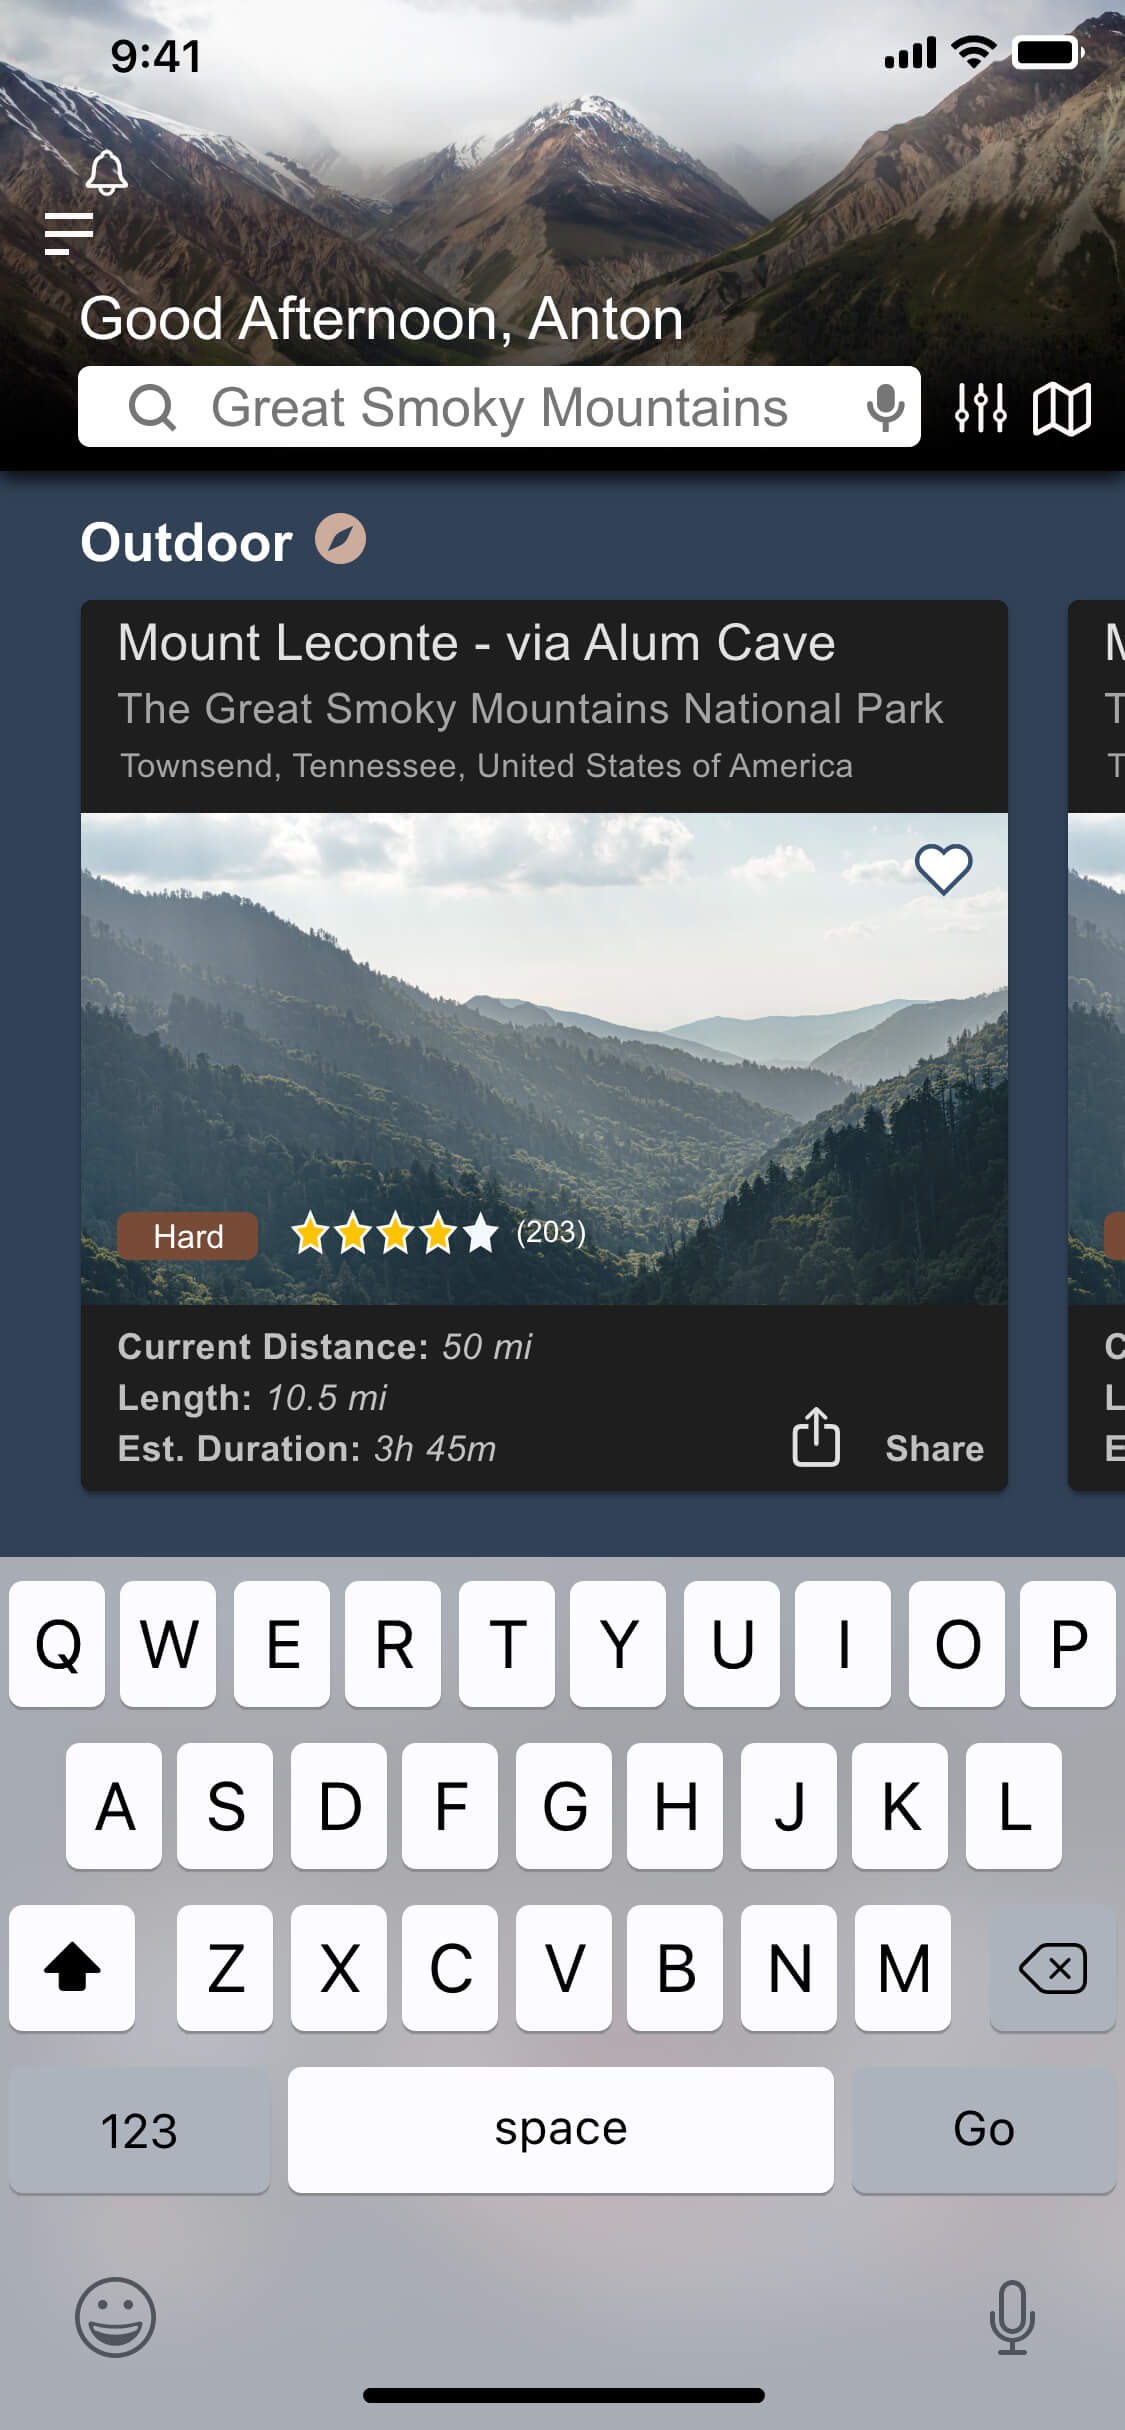 9:41
Good Afternoon, Anton
Great Smoky Mountains
Outdoor
Mount Leconte - via Alum Cave
The Great Smoky Mountains National Park
Townsend, Tennessee, United States of America
Hard (203)
Current Distance: 50 mi
Length: 10.5 mi
Est. Duration: 3h 45m
Share
Q W E R T Y U I O P
A S D F G H J K L
Z X C V B N M
123 space Go